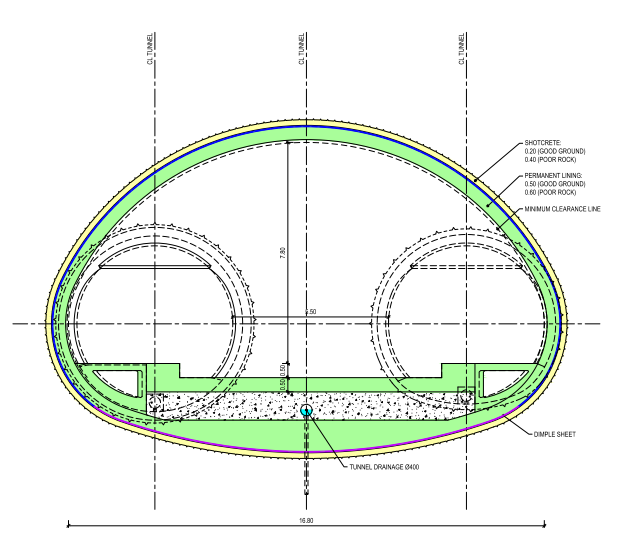 CL TUNNEL
CL TUNNEL
CL TUNNEL
SHOTCRETE:
0.20 (GOOD GROUND)
0.40 (POOR ROCK)
PERMANENT LINING:
0.50 (GOOD GROUND)
0.60 (POOR ROCK)
MINIMUM CLEARANCE LINE
7.80
0.50
0.50
DIMPLE SHEET
TUNNEL DRAINAGE Ø400
16.80